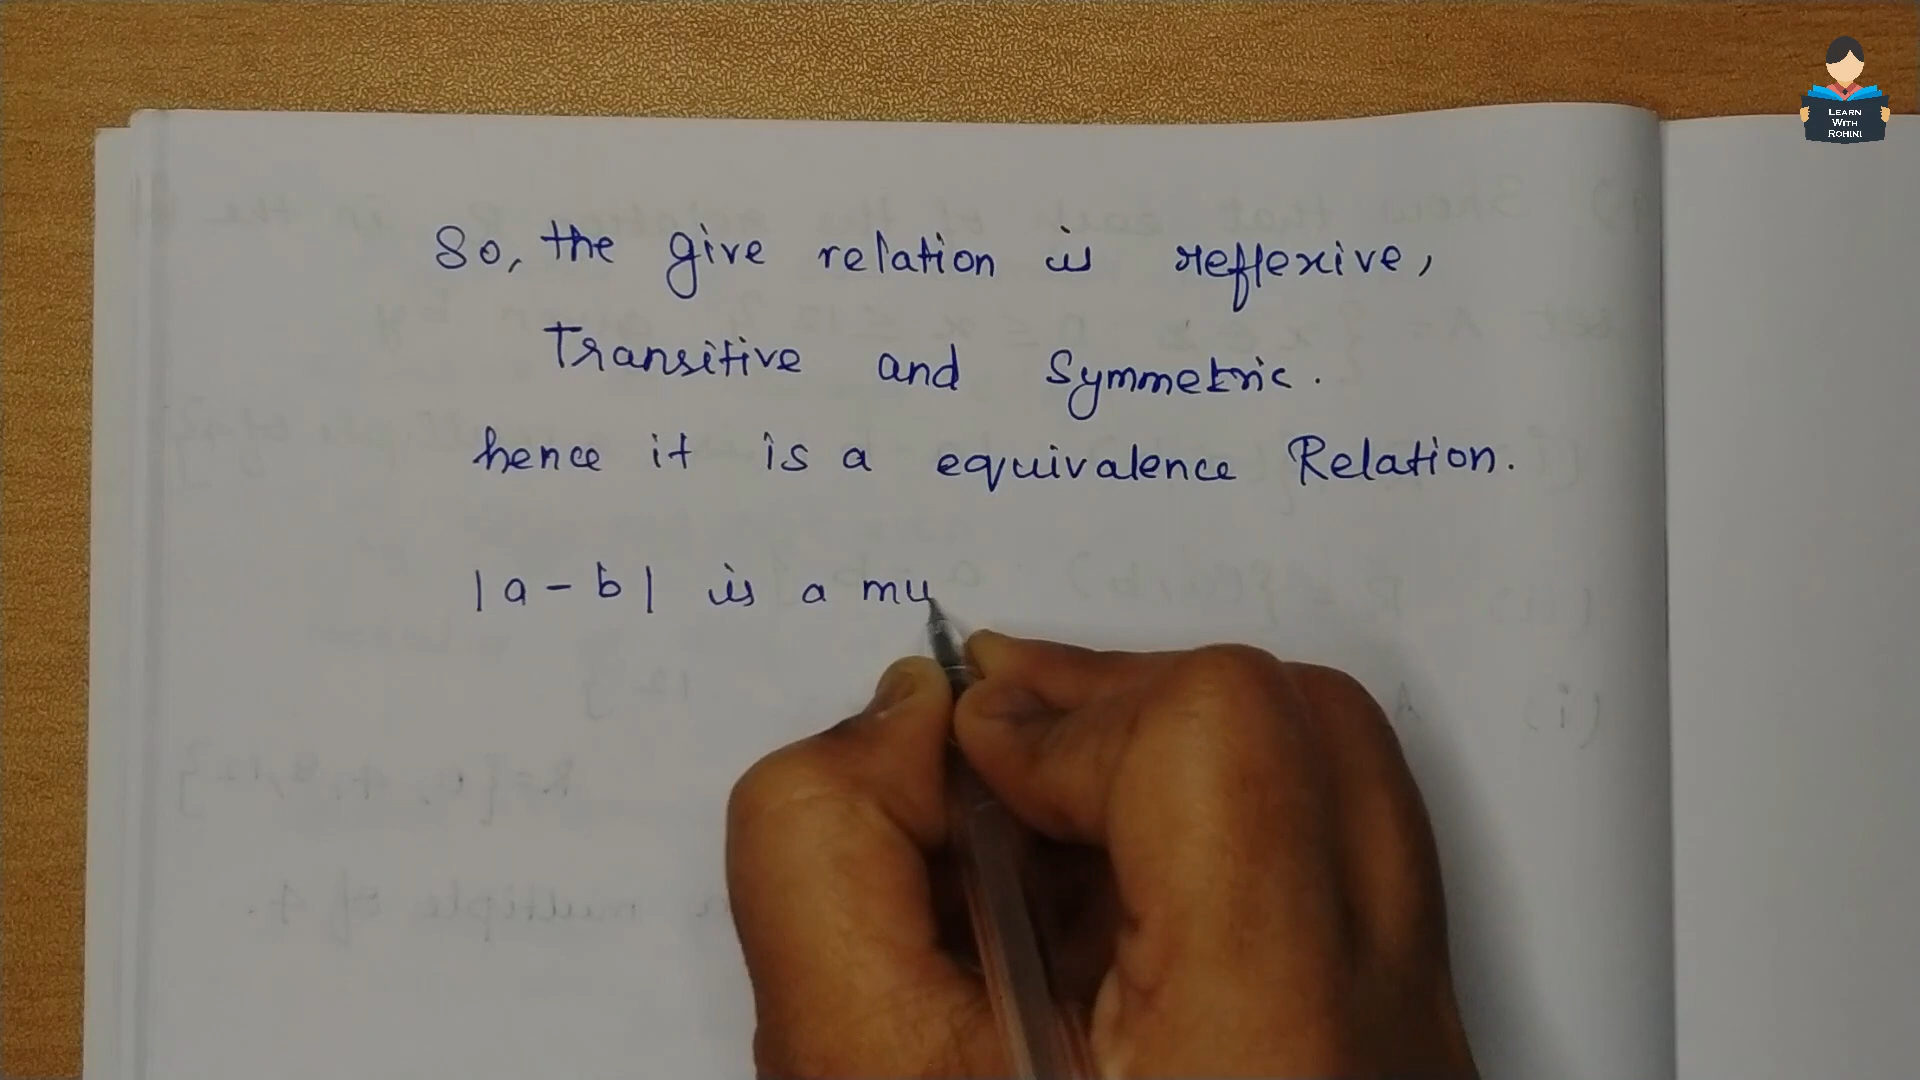 LEARN
WITH
ROHINI
So, the give relation is reflexive,
Transitive and Symmetric.
hence it is a equivalence Relation.
|a-b| is a mu